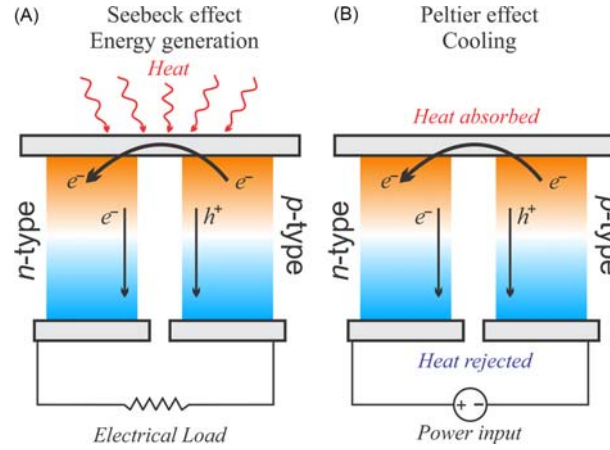 (A)
Seebeck effect
Energy generation
Heat
e⁻
e⁻
e⁻
h⁺
n-type
p-type
Electrical Load
(B)
Peltier effect
Cooling
Heat absorbed
e⁻
e⁻
e⁻
h⁺
n-type
p-type
Heat rejected
+ -
Power input